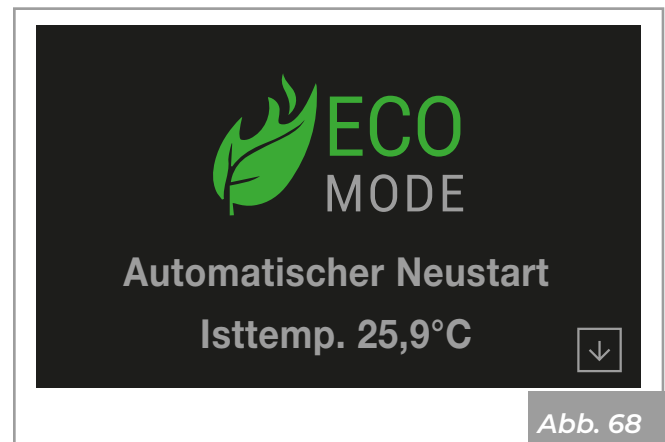 ECO
MODE
Automatischer Neustart
Isttemp. 25,9°C
Abb. 68